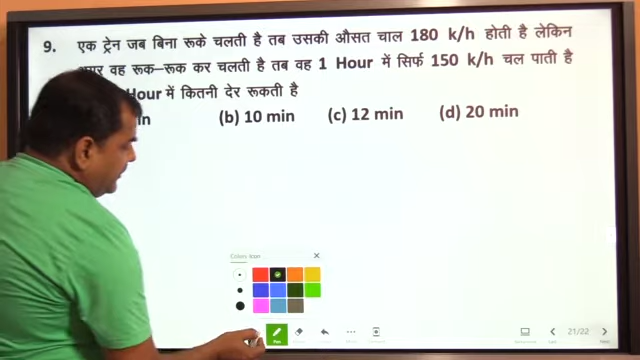 9. एक ट्रेन जब बिना रूके चलती है तब उसकी औसत चाल 180 k/h होती है लेकिन
वह रूक–रूक कर चलती है तब वह 1 Hour में सिर्फ 150 k/h चल पाती है
Hour में कितनी देर रूकती है
(b) 10 min (c) 12 min (d) 20 min
Colors Icon
Pen
21/22